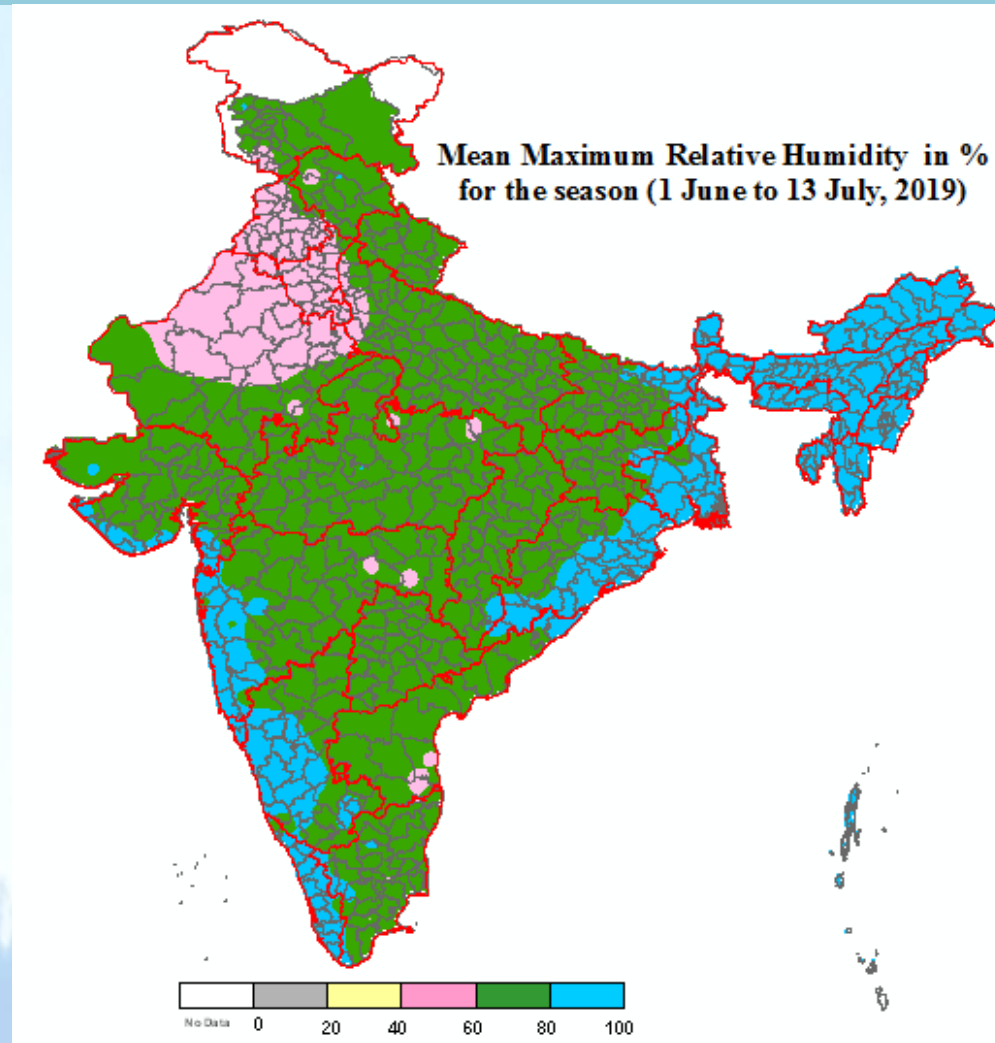 Mean Maximum Relative Humidity in %
for the season (1 June to 13 July, 2019)
No Data 0 20 40 60 80 100